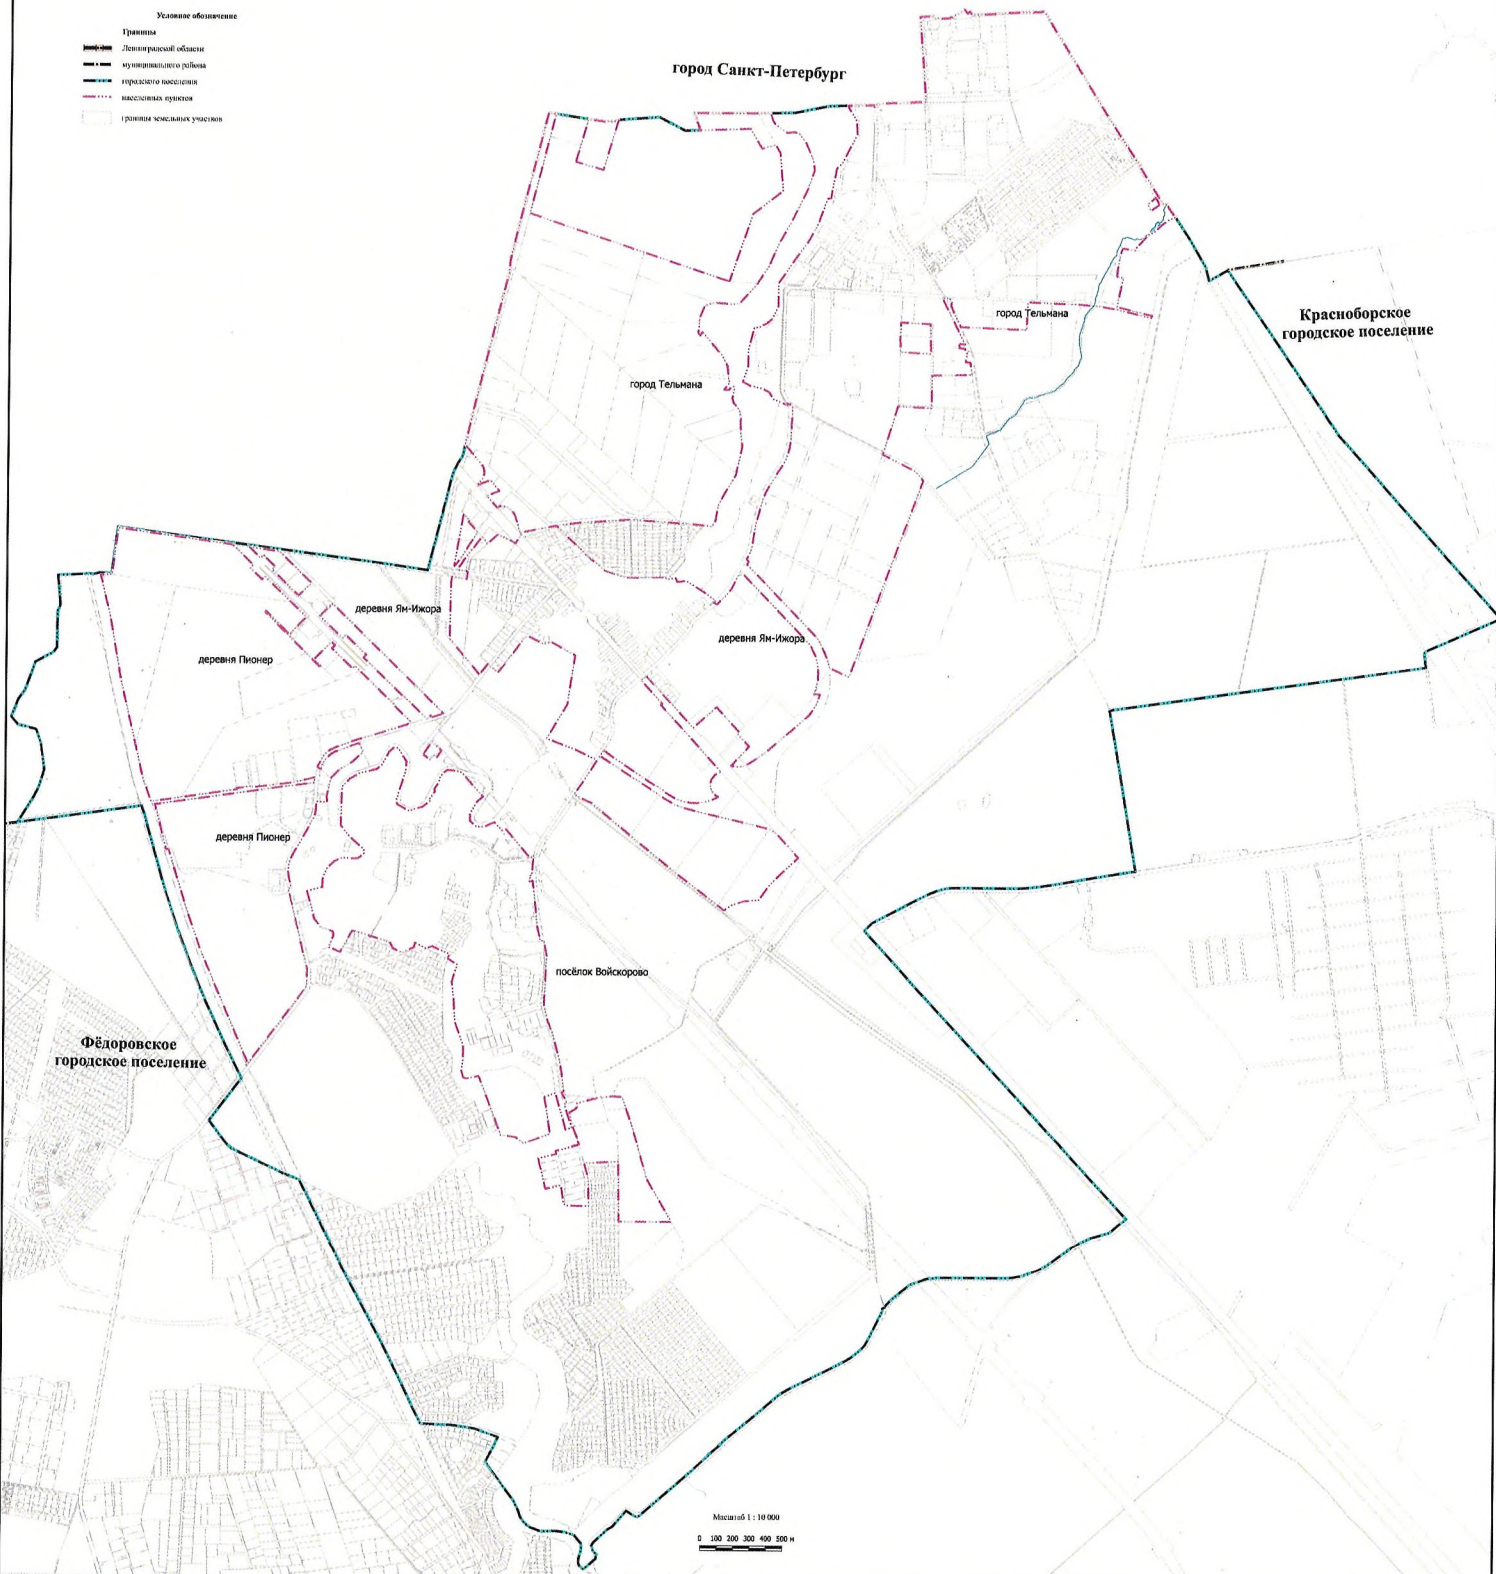 Условное обозначение
Границы
Ленинградской области
муниципального района
городского поселения
населенных пунктов
границы земельных участков
город Санкт-Петербург
Красноборское
городское поселение
город Тельмана
город Тельмана
деревня Ям-Ижора
деревня Ям-Ижора
деревня Пионер
деревня Пионер
посёлок Войскорово
Фёдоровское
городское поселение
Масштаб 1 : 10 000
0 100 200 300 400 500 м